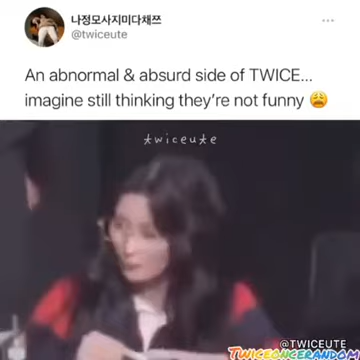 나정모사지미다채쯔
@twiceute
An abnormal & absurd side of TWICE...
imagine still thinking they're not funny 😩
twiceute
@TWICEUTE
TWICEONCERANDOM